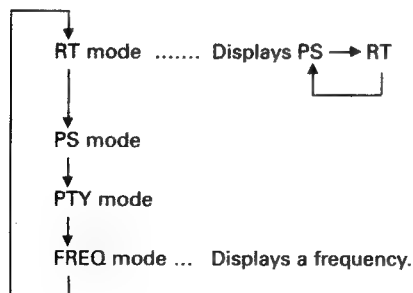 RT mode ....... Displays PS → RT
PS mode
PTY mode
FREQ mode ... Displays a frequency.